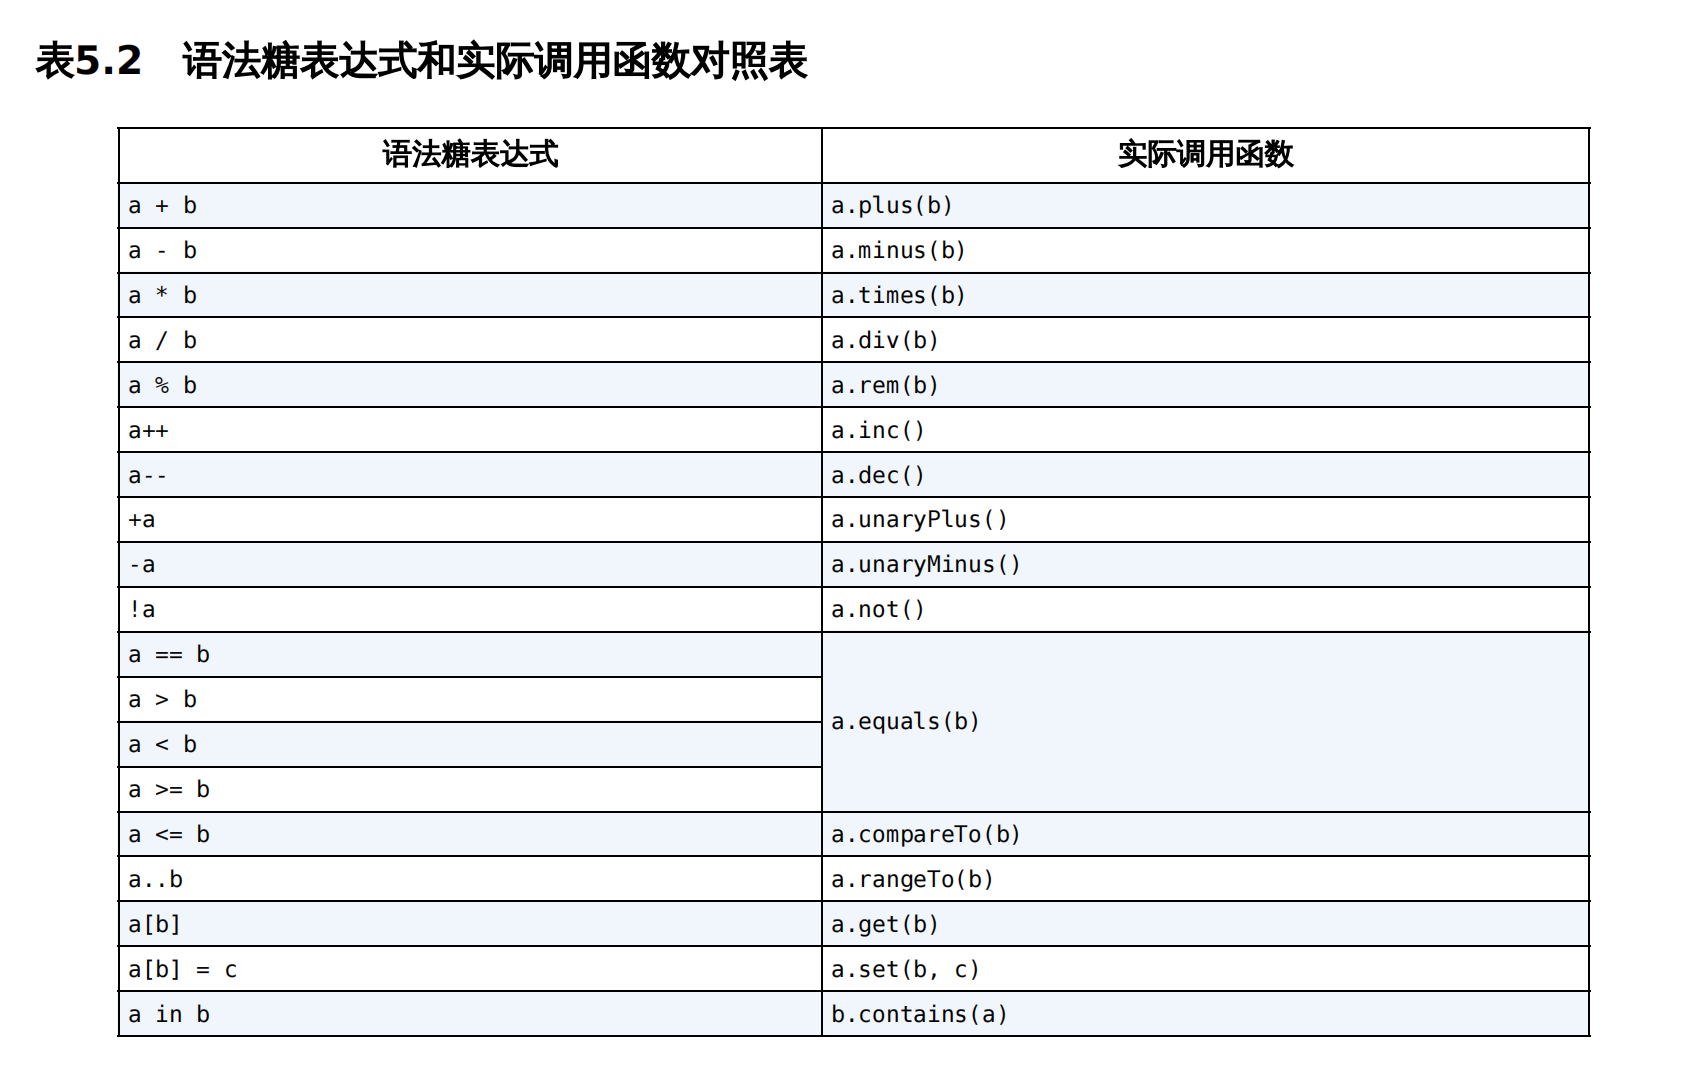 表5.2 语法糖表达式和实际调用函数对照表
语法糖表达式 实际调用函数
a + b a.plus(b)
a - b a.minus(b)
a * b a.times(b)
a / b a.div(b)
a % b a.rem(b)
a++ a.inc()
a-- a.dec()
+a a.unaryPlus()
-a a.unaryMinus()
!a a.not()
a == b
a > b
a.equals(b)
a < b
a >= b
a <= b a.compareTo(b)
a..b a.rangeTo(b)
a[b] a.get(b)
a[b] = c a.set(b, c)
a in b b.contains(a)